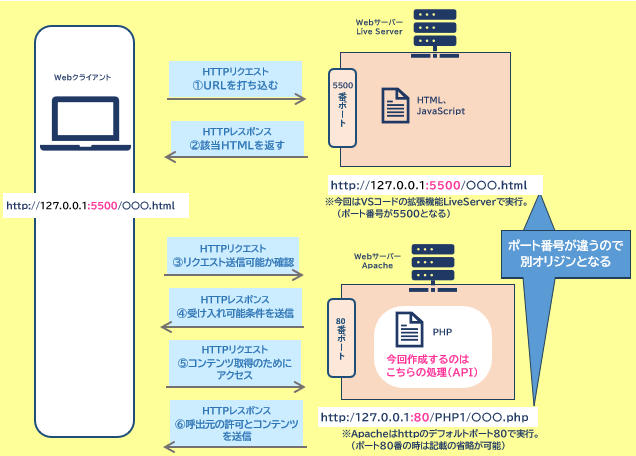 Webサーバー
Live Server
Webクライアント
HTTPリクエスト
①URLを打ち込む
5500番ポート
HTML、
JavaScript
HTTPレスポンス
②該当HTMLを返す
http://127.0.0.1:5500/〇〇〇.html
※今回はVSコードの拡張機能LiveServerで実行。
（ポート番号が5500となる）
http://127.0.0.1:5500/〇〇〇.html
ポート番号が違うので
別オリジンとなる
HTTPリクエスト
③リクエスト送信可能か確認
Webサーバー
Apache
HTTPレスポンス
④受け入れ可能条件を送信
80番ポート
PHP
今回作成するのは
こちらの処理（API）
HTTPリクエスト
⑤コンテンツ取得のために
アクセス
HTTPレスポンス
⑥呼出元の許可とコンテンツ
を送信
http:/127.0.0.1:80/PHP1/〇〇〇.php
※Apacheはhttpのデフォルトポート80で実行。
（ポート80番の時は記載の省略が可能）